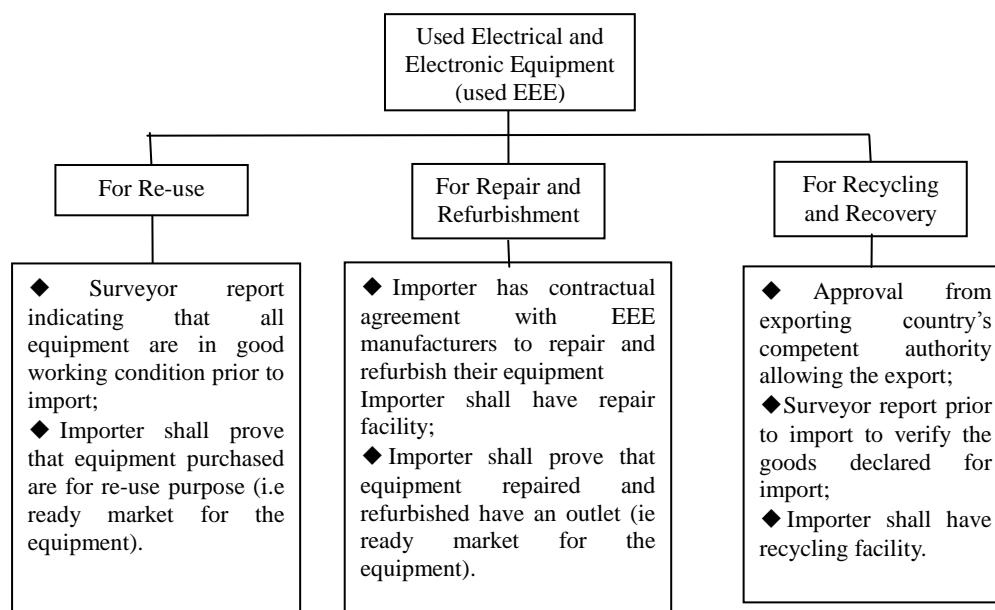 Used Electrical and
Electronic Equipment
(used EEE)
For Re-use
For Repair and
Refurbishment
For Recycling
and Recovery
◆ Surveyor report
indicating that all
equipment are in good
working condition prior to
import;
◆ Importer shall prove
that equipment purchased
are for re-use purpose (i.e
ready market for the
equipment).
◆ Importer has contractual
agreement with EEE
manufacturers to repair and
refurbish their equipment
Importer shall have repair
facility;
◆ Importer shall prove that
equipment repaired and
refurbished have an outlet (ie
ready market for the
equipment).
◆ Approval from
exporting country’s
competent authority
allowing the export;
◆Surveyor report prior
to import to verify the
goods declared for
import;
◆Importer shall have
recycling facility.